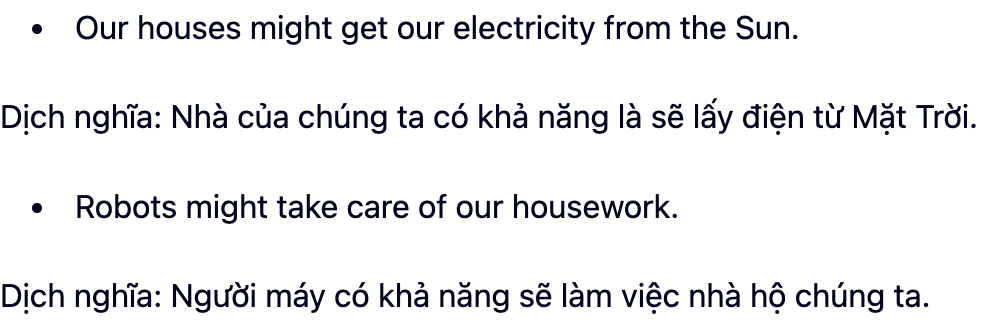 • Our houses might get our electricity from the Sun.
Dịch nghĩa: Nhà của chúng ta có khả năng là sẽ lấy điện từ Mặt Trời.
• Robots might take care of our housework.
Dịch nghĩa: Người máy có khả năng sẽ làm việc nhà hộ chúng ta.